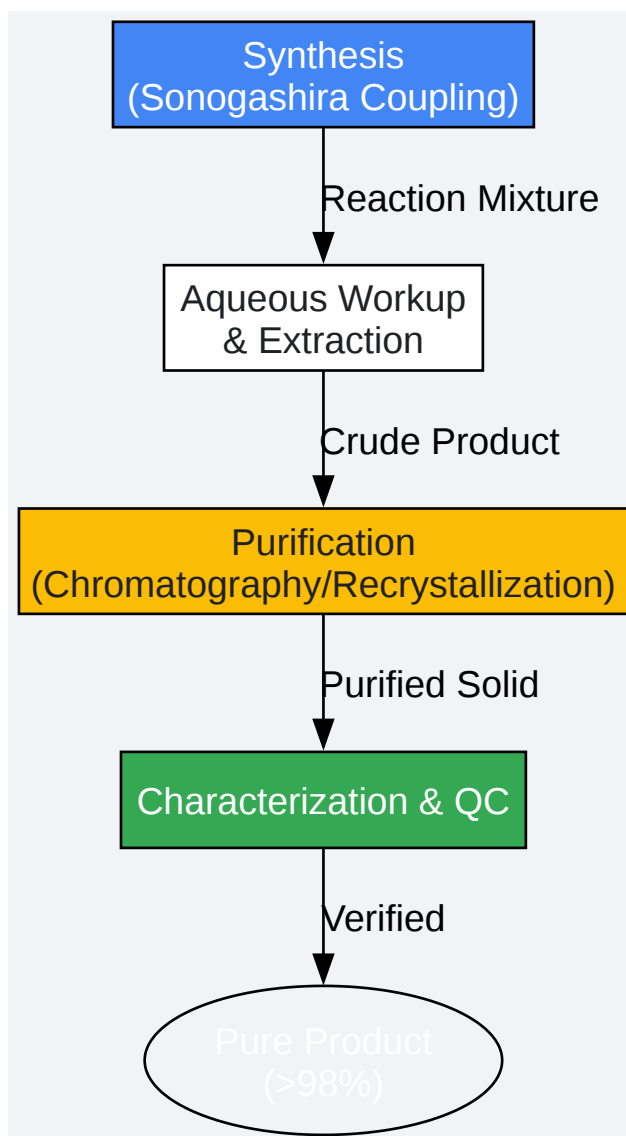 Synthesis
(Sonogashira Coupling)
Reaction Mixture
Aqueous Workup
& Extraction
Crude Product
Purification
(Chromatography/Recrystallization)
Purified Solid
Characterization & QC
Verified
Pure Product
(>98%)